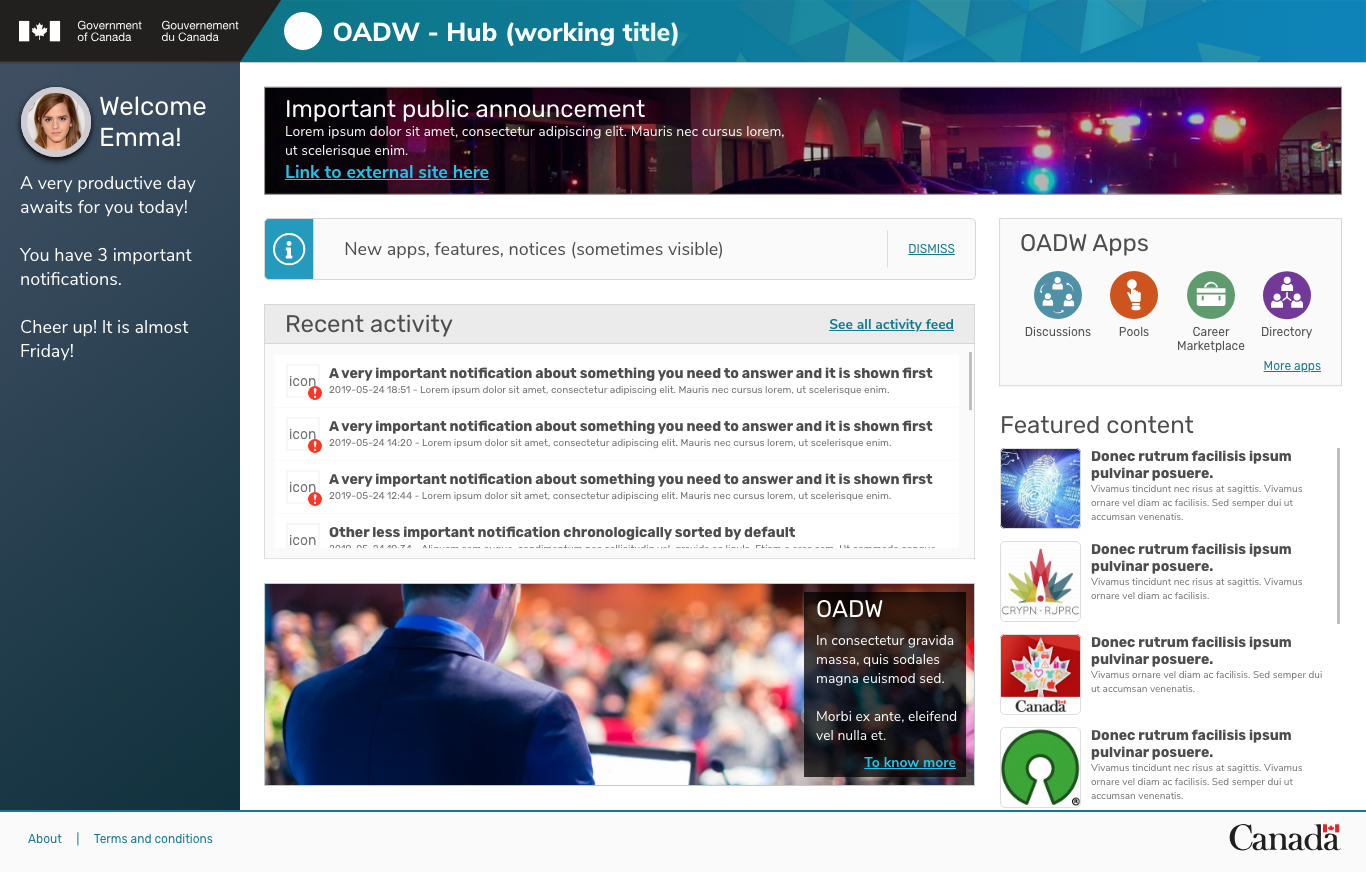 Government
of Canada
Gouvernement
du Canada
OADW - Hub (working title)
Welcome
Emma!
A very productive day
awaits for you today!
You have 3 important
notifications.
Cheer up! It is almost
Friday!
Important public announcement
Lorem ipsum dolor sit amet, consectetur adipiscing elit. Mauris nec cursus lorem,
ut scelerisque enim.
Link to external site here
New apps, features, notices (sometimes visible)
DISMISS
Recent activity
See all activity feed
icon
A very important notification about something you need to answer and it is shown first
2019-05-24 18:51 - Lorem ipsum dolor sit amet, consectetur adipiscing elit. Mauris nec cursus lorem, ut scelerisque enim.
icon
A very important notification about something you need to answer and it is shown first
2019-05-24 14:20 - Lorem ipsum dolor sit amet, consectetur adipiscing elit. Mauris nec cursus lorem, ut scelerisque enim.
icon
A very important notification about something you need to answer and it is shown first
2019-05-24 12:44 - Lorem ipsum dolor sit amet, consectetur adipiscing elit. Mauris nec cursus lorem, ut scelerisque enim.
icon
Other less important notification chronologically sorted by default
OADW
In consectetur gravida
massa, quis sodales
magna euismod sed.
Morbi ex ante, eleifend
vel nulla et.
To know more
OADW Apps
Discussions
Pools
Career
Marketplace
Directory
More apps
Featured content
Donec rutrum facilisis ipsum
pulvinar posuere.
Vivamus tincidunt nec risus at sagittis. Vivamus
ornare vel diam ac facilisis. Sed semper dui ut
accumsan venenatis.
CRYPN · RJPRC
Donec rutrum facilisis ipsum
pulvinar posuere.
Vivamus tincidunt nec risus at sagittis. Vivamus
ornare vel diam ac facilisis.
Canada
Donec rutrum facilisis ipsum
pulvinar posuere.
Vivamus ornare vel diam ac facilisis. Sed semper dui
ut accumsan venenatis.
®
Donec rutrum facilisis ipsum
pulvinar posuere.
Vivamus tincidunt nec risus at sagittis. Vivamus
ornare vel diam ac facilisis. Sed semper dui ut
accumsan venenatis.
About | Terms and conditions
Canada